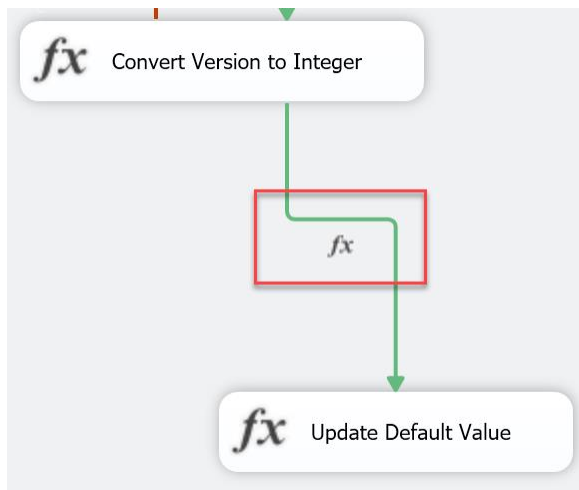 fx Convert Version to Integer
fx
fx Update Default Value